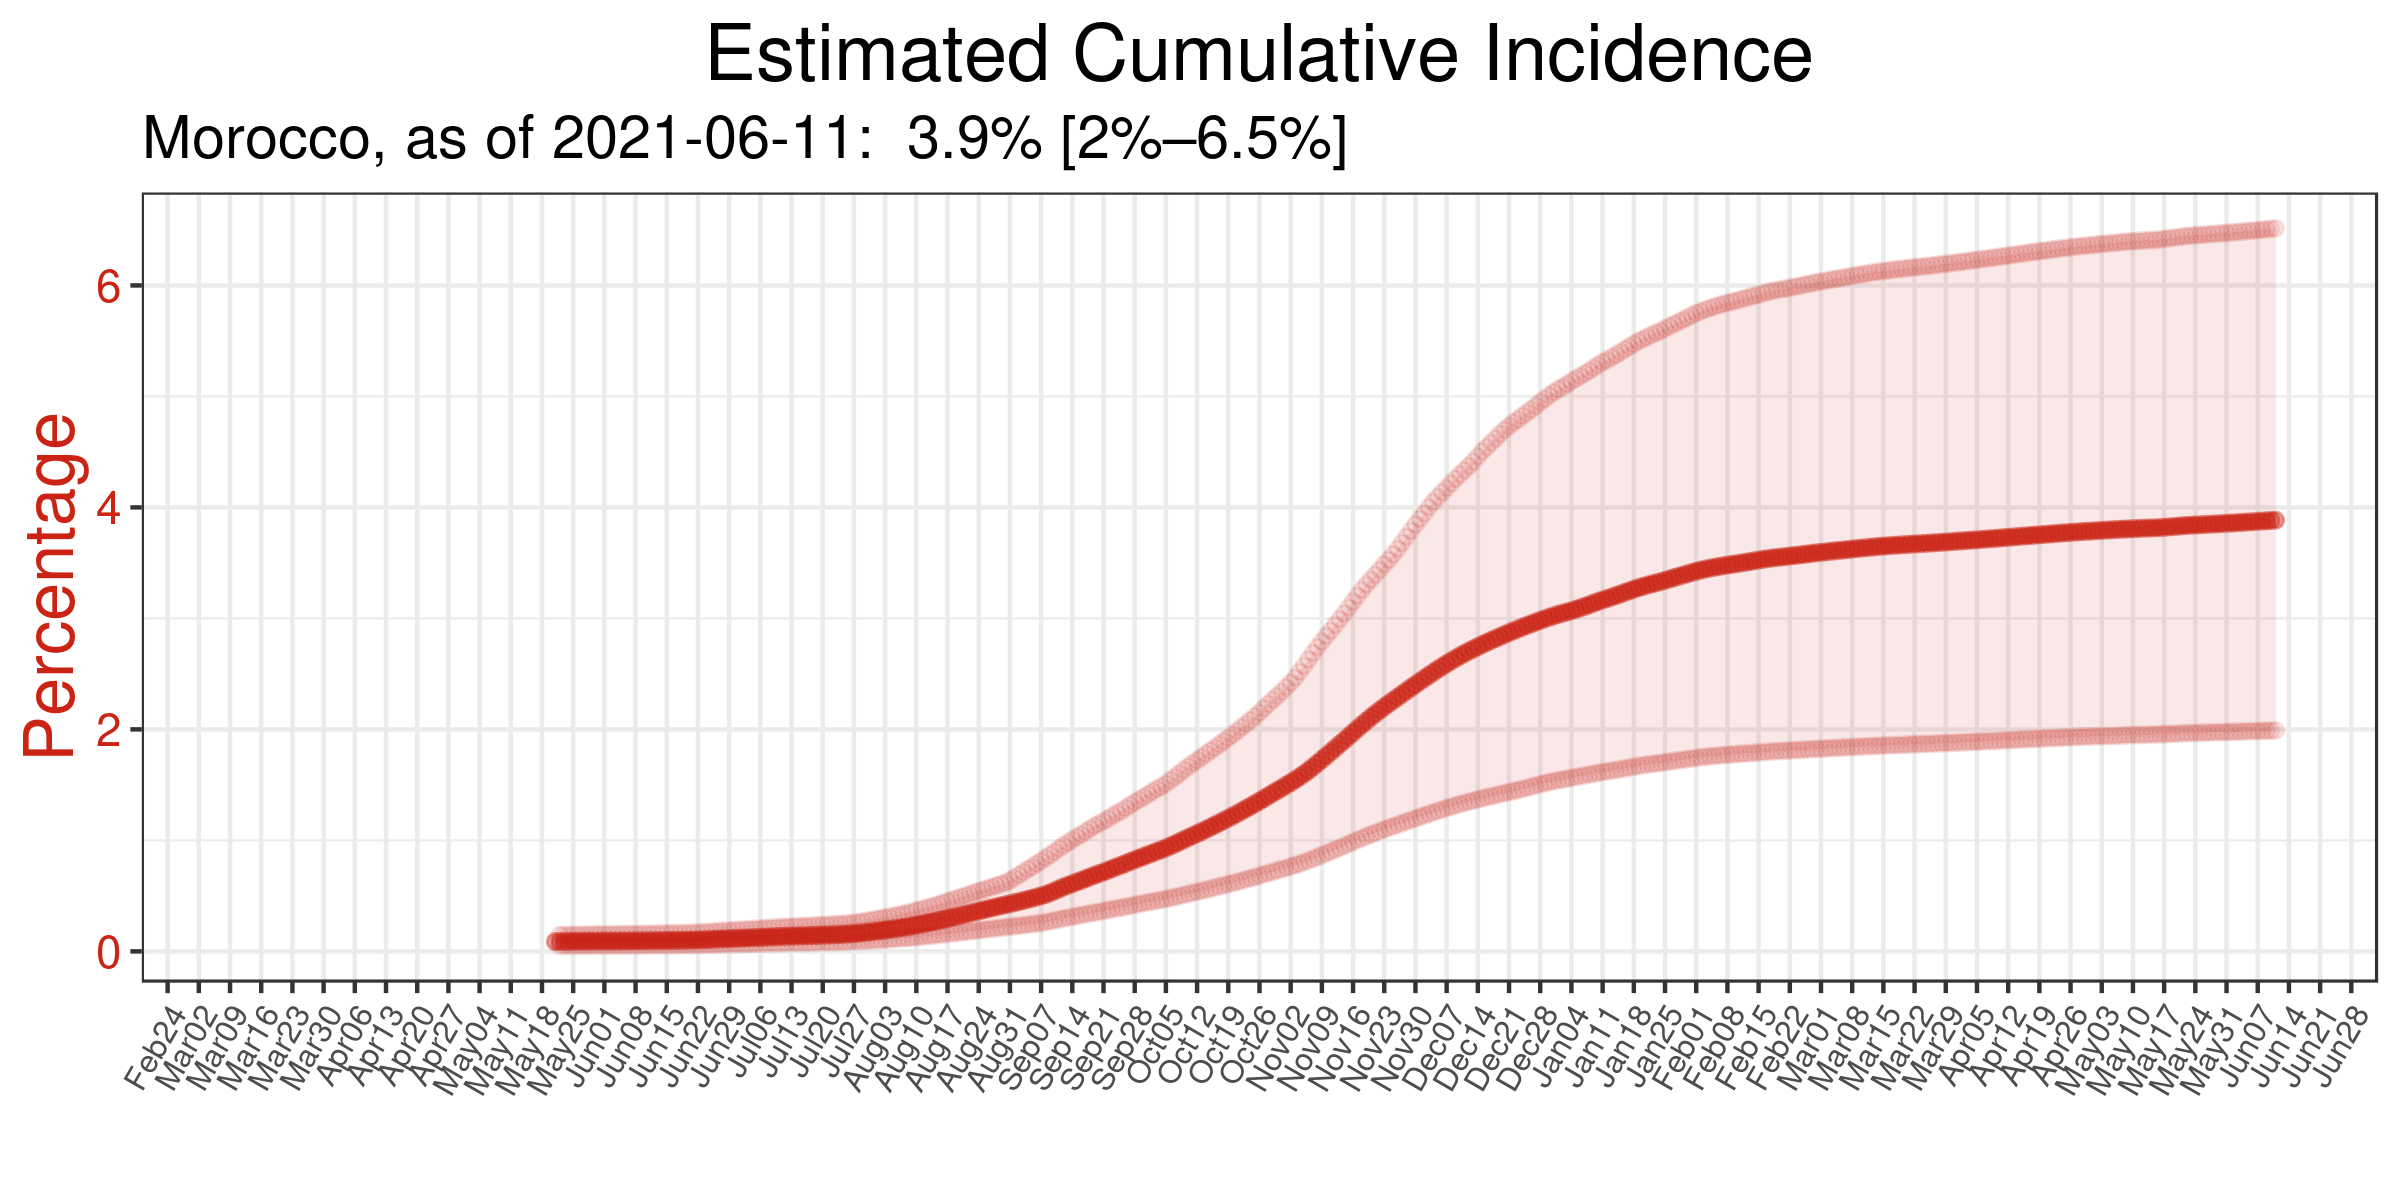 Estimated Cumulative Incidence
Morocco, as of 2021-06-11:  3.9% [2%–6.5%]
Percentage
6
4
2
0
Feb24
Mar02
Mar09
Mar16
Mar23
Mar30
Apr06
Apr13
Apr20
Apr27
May04
May11
May18
May25
Jun01
Jun08
Jun15
Jun22
Jun29
Jul06
Jul13
Jul20
Jul27
Aug03
Aug10
Aug17
Aug24
Aug31
Sep07
Sep14
Sep21
Sep28
Oct05
Oct12
Oct19
Oct26
Nov02
Nov09
Nov16
Nov23
Nov30
Dec07
Dec14
Dec21
Dec28
Jan04
Jan11
Jan18
Jan25
Feb01
Feb08
Feb15
Feb22
Mar01
Mar08
Mar15
Mar22
Mar29
Apr05
Apr12
Apr19
Apr26
May03
May10
May17
May24
May31
Jun07
Jun14
Jun21
Jun28